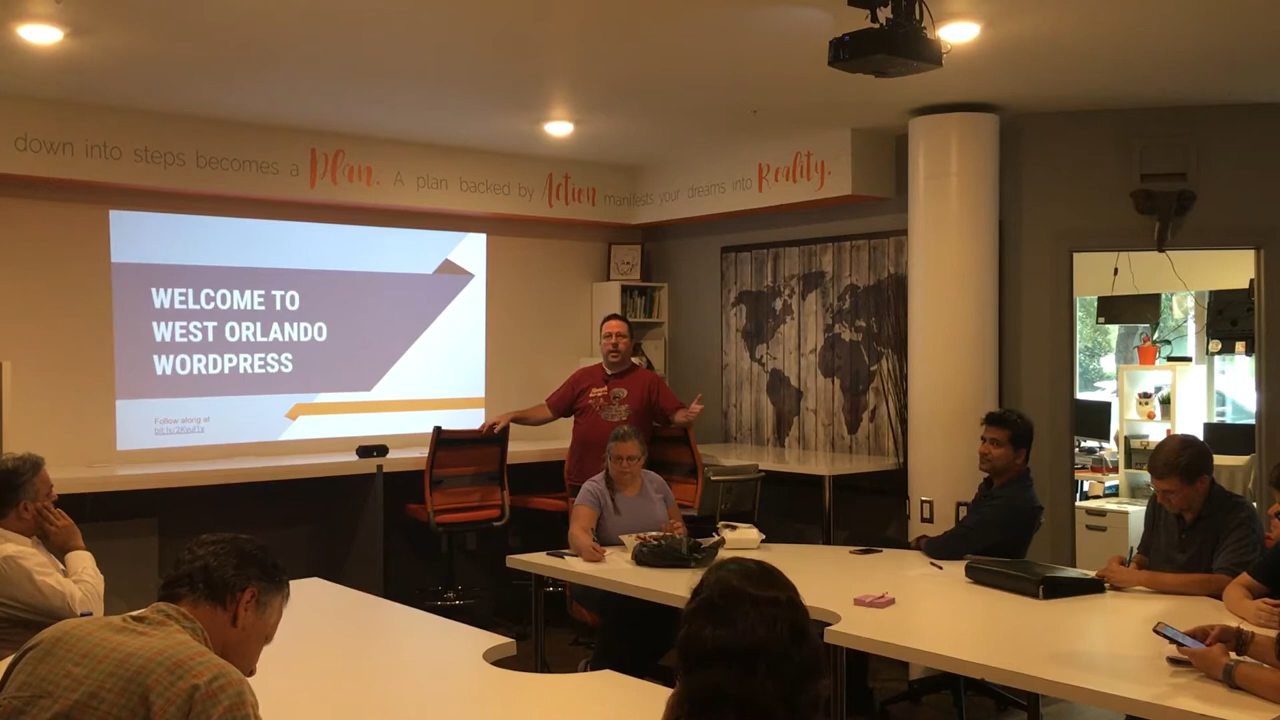 down into steps becomes a Plan. A plan backed by Action manifests your dreams into Reality.
WELCOME TO
WEST ORLANDO
WORDPRESS
Follow along at